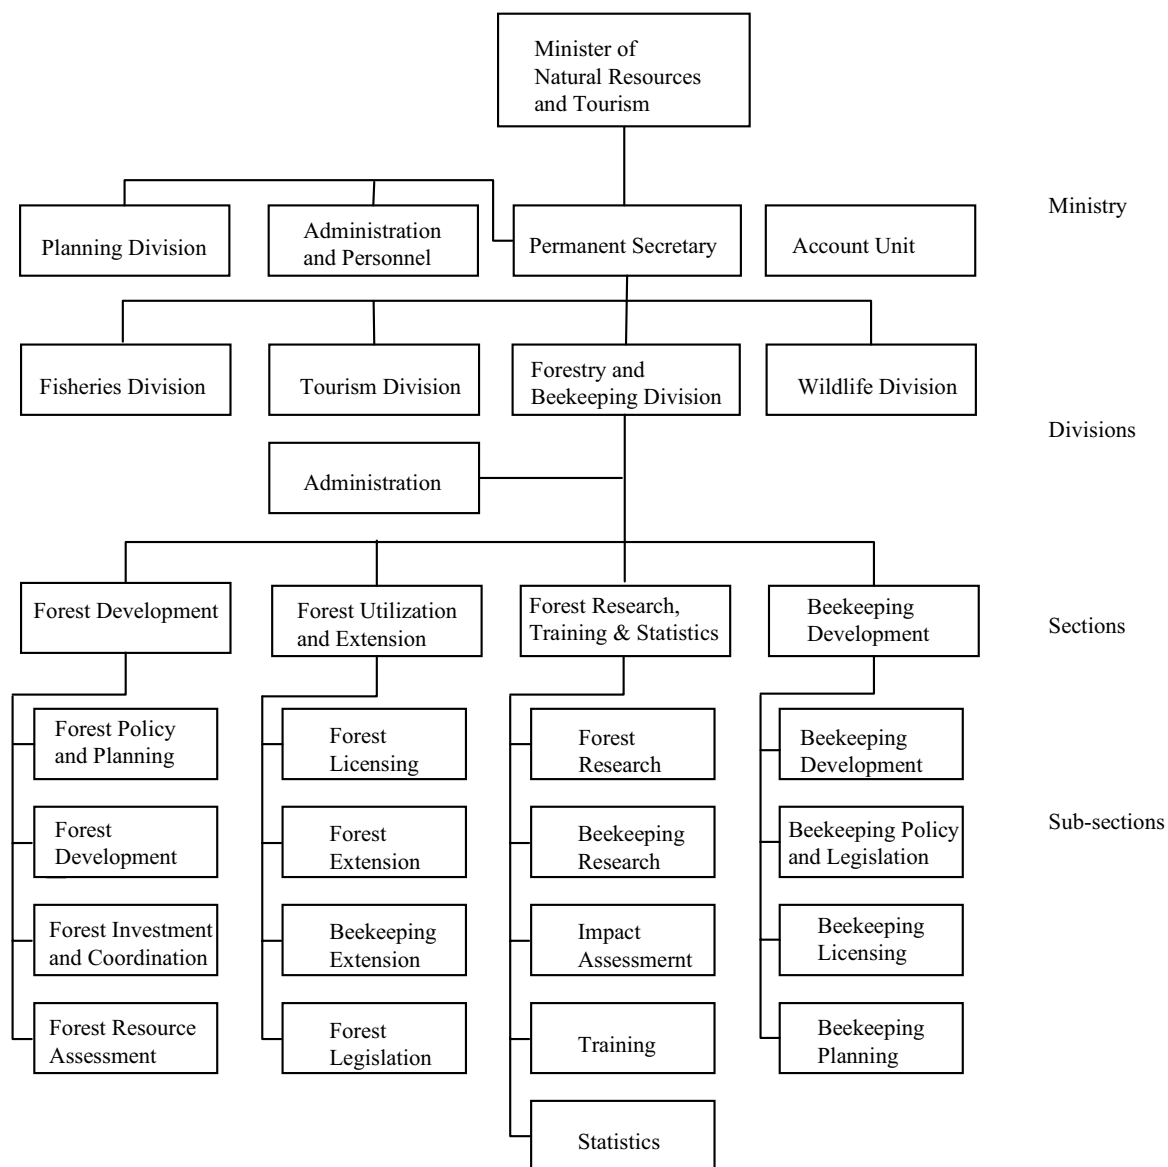 Minister of
Natural Resources
and Tourism
Ministry
Planning Division
Administration
and Personnel
Permanent Secretary
Account Unit
Fisheries Division
Tourism Division
Forestry and
Beekeeping Division
Wildlife Division
Divisions
Administration
Forest Development
Forest Utilization
and Extension
Forest Research,
Training & Statistics
Beekeeping
Development
Sections
Forest Policy
and Planning
Forest
Licensing
Forest
Research
Beekeeping
Development
Forest
Development
Forest
Extension
Beekeeping
Research
Beekeeping Policy
and Legislation
Sub-sections
Forest Investment
and Coordination
Beekeeping
Extension
Impact
Assessmernt
Beekeeping
Licensing
Forest Resource
Assessment
Forest
Legislation
Training
Beekeeping
Planning
Statistics